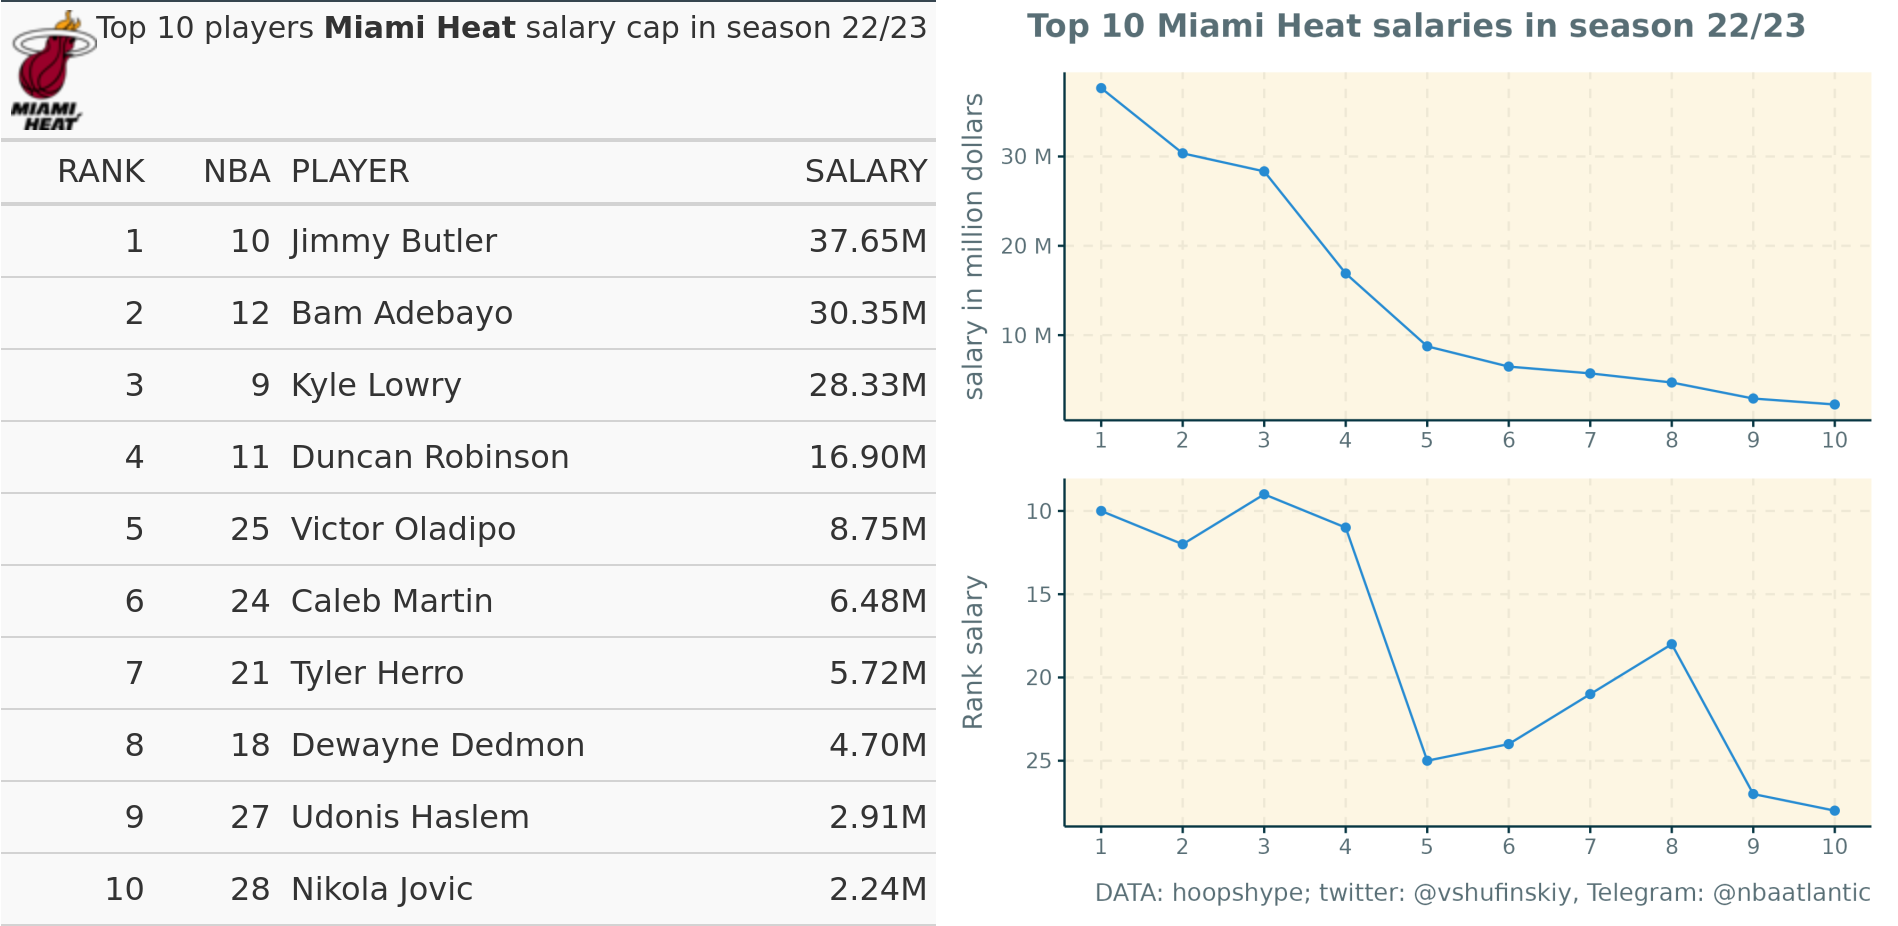 Top 10 players Miami Heat salary cap in season 22/23
MIAMI
HEAT
RANK NBA PLAYER SALARY
1 10 Jimmy Butler 37.65M
2 12 Bam Adebayo 30.35M
3 9 Kyle Lowry 28.33M
4 11 Duncan Robinson 16.90M
5 25 Victor Oladipo 8.75M
6 24 Caleb Martin 6.48M
7 21 Tyler Herro 5.72M
8 18 Dewayne Dedmon 4.70M
9 27 Udonis Haslem 2.91M
10 28 Nikola Jovic 2.24M
Top 10 Miami Heat salaries in season 22/23
salary in million dollars
30 M
20 M
10 M
1 2 3 4 5 6 7 8 9 10
Rank salary
10
15
20
25
1 2 3 4 5 6 7 8 9 10
DATA: hoopshype; twitter: @vshufinskiy, Telegram: @nbaatlantic